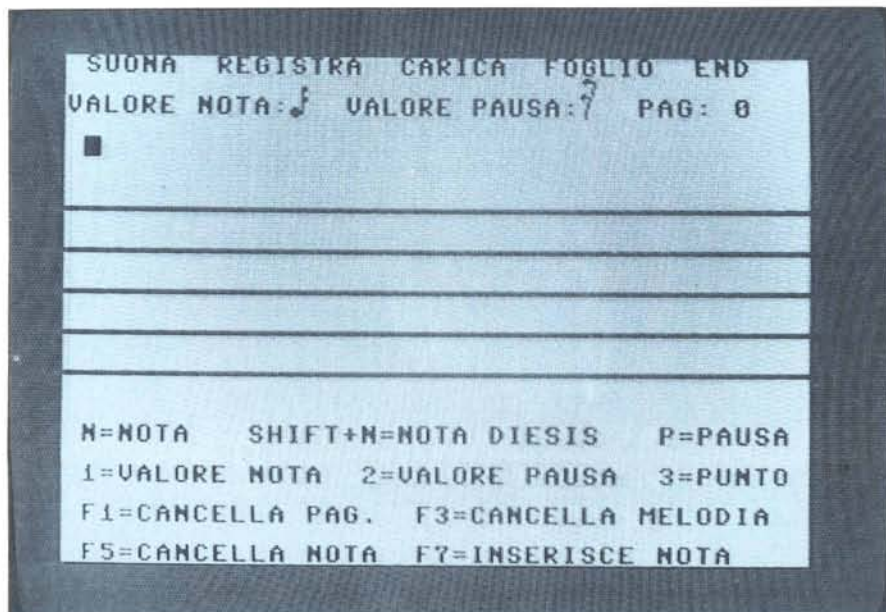 SUONA REGISTRA CARICA FOGLIO END
VALORE NOTA: VALORE PAUSA: PAG: 0
N=NOTA SHIFT+N=NOTA DIESIS P=PAUSA
1=VALORE NOTA 2=VALORE PAUSA 3=PUNTO
F1=CANCELLA PAG. F3=CANCELLA MELODIA
F5=CANCELLA NOTA F7=INSERISCE NOTA